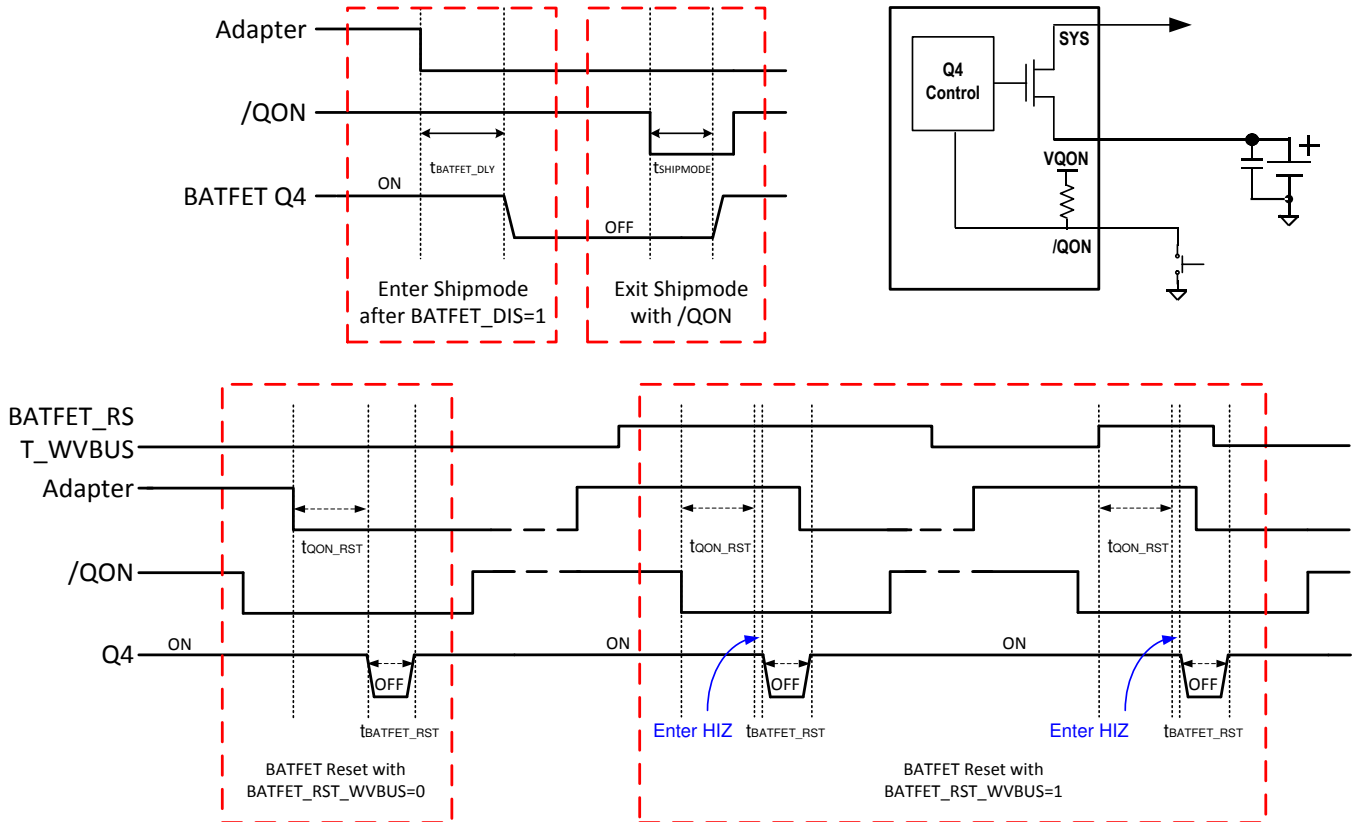 Adapter
/QON
tBATFET_DLY
tSHIPMODE
BATFET Q4
ON
OFF
Enter Shipmode
after BATFET_DIS=1
Exit Shipmode
with /QON
SYS
Q4
Control
VQON
+
/QON
BATFET_RS
T_WVBUS
Adapter
tQON_RST
tQON_RST
tQON_RST
/QON
Q4
ON
ON
ON
OFF
OFF
OFF
Enter HIZ
Enter HIZ
tBATFET_RST
tBATFET_RST
tBATFET_RST
BATFET Reset with
BATFET_RST_WVBUS=0
BATFET Reset with
BATFET_RST_WVBUS=1